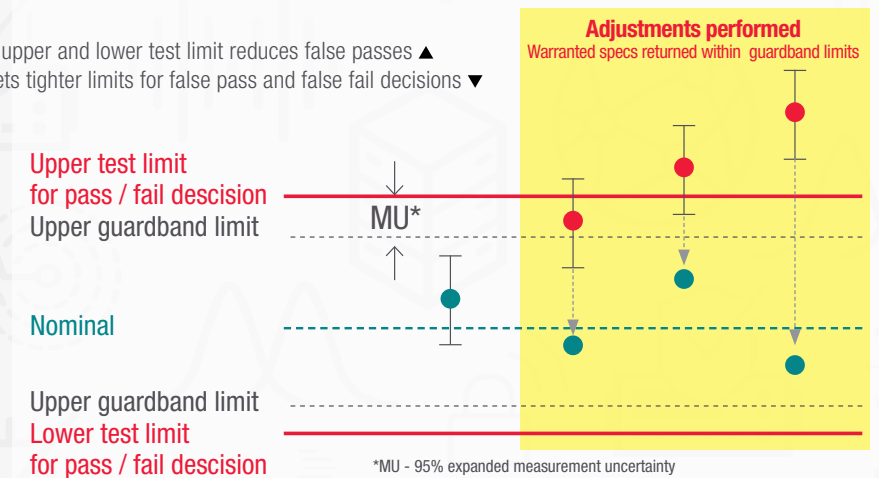 Adjustments performed
Warranted specs returned within guardband limits
upper and lower test limit reduces false passes ▲
ets tighter limits for false pass and false fail decisions ▼
Upper test limit
for pass / fail descision
MU*
Upper guardband limit
Nominal
Upper guardband limit
Lower test limit
for pass / fail descision
*MU - 95% expanded measurement uncertainty